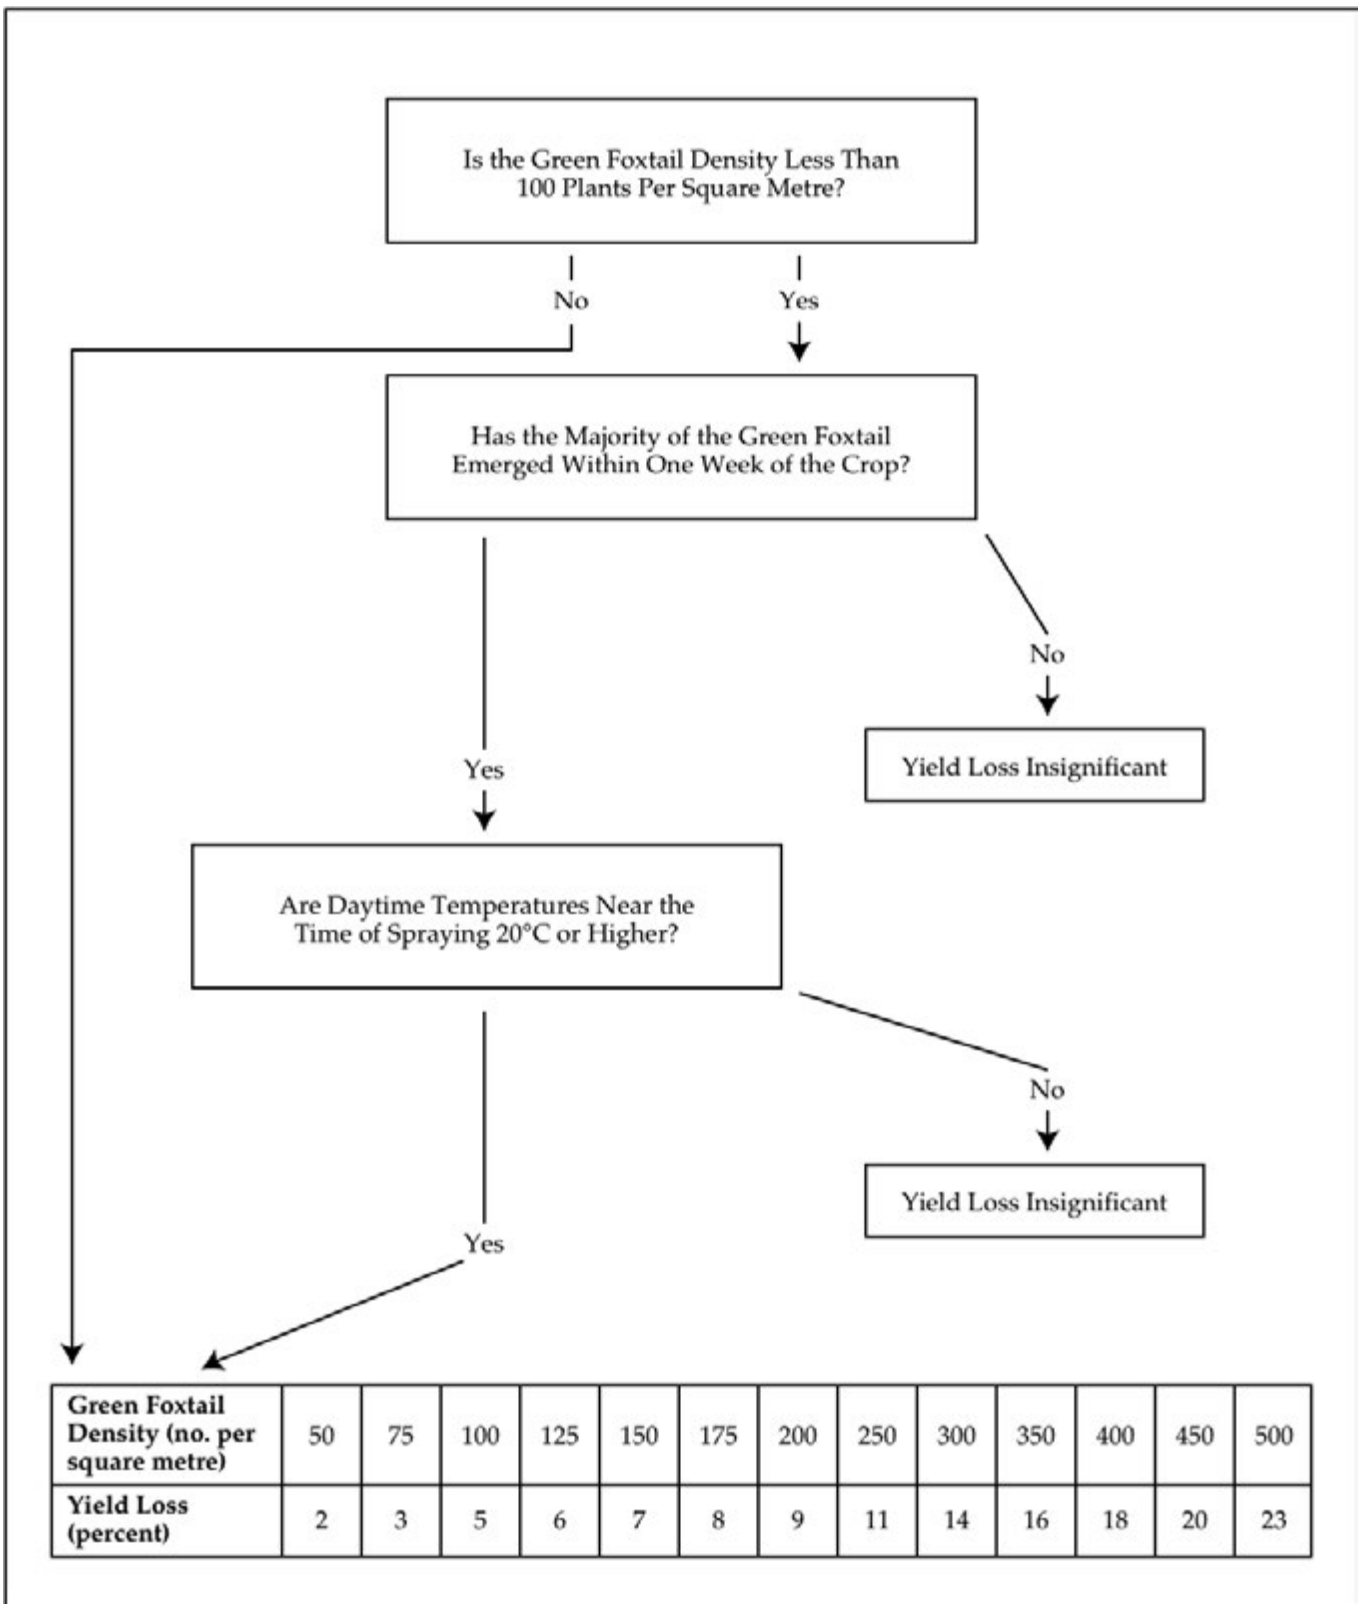 Is the Green Foxtail Density Less Than
100 Plants Per Square Metre?
No
Yes
Has the Majority of the Green Foxtail
Emerged Within One Week of the Crop?
No
Yield Loss Insignificant
Yes
Are Daytime Temperatures Near the
Time of Spraying 20°C or Higher?
No
Yield Loss Insignificant
Yes
Green Foxtail
Density (no. per
square metre)
50 75 100 125 150 175 200 250 300 350 400 450 500
Yield Loss
(percent)
2 3 5 6 7 8 9 11 14 16 18 20 23